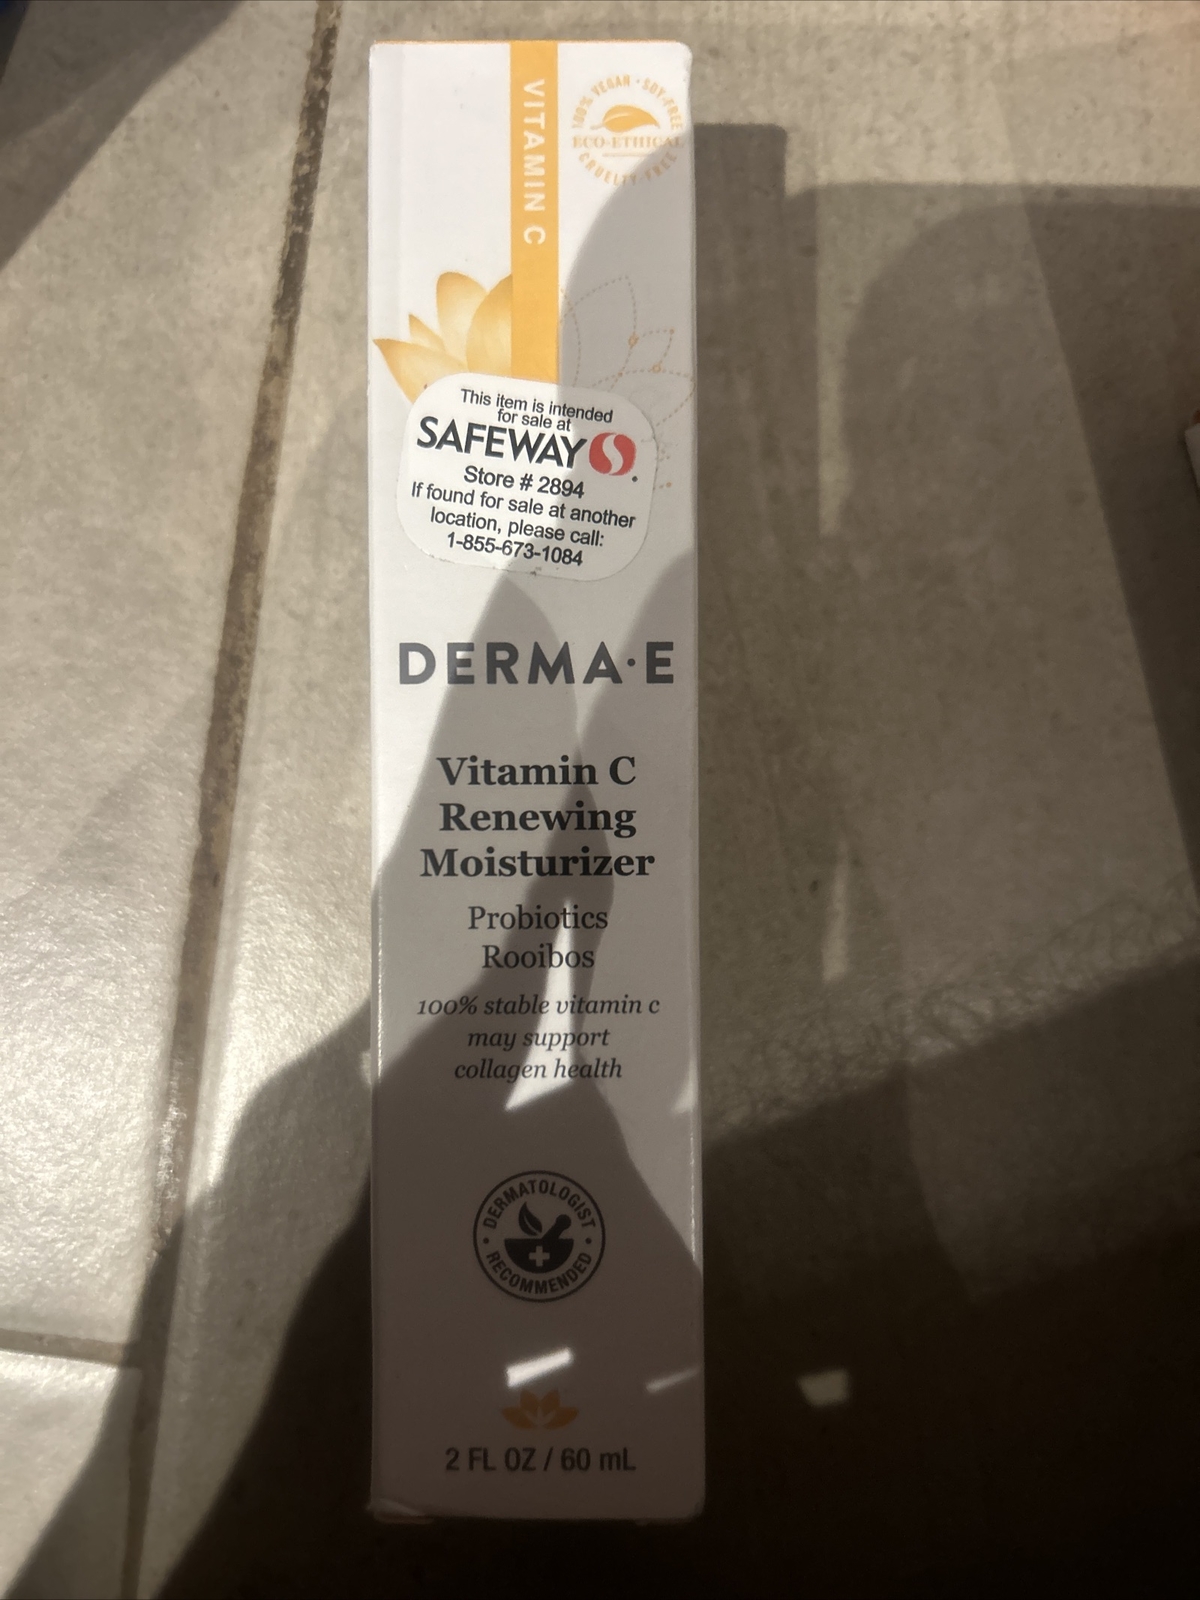 VITAMIN C
100% VEGAN · SOY-FREE
ECO-ETHICAL
CRUELTY-FREE
This item is intended
for sale at
SAFEWAY
Store # 2894
If found for sale at another
location, please call:
1-855-673-1084
DERMA·E
Vitamin C
Renewing
Moisturizer
Probiotics
Rooibos
100% stable vitamin c
may support
collagen health
DERMATOLOGIST
· RECOMMENDED ·
2 FL OZ / 60 mL